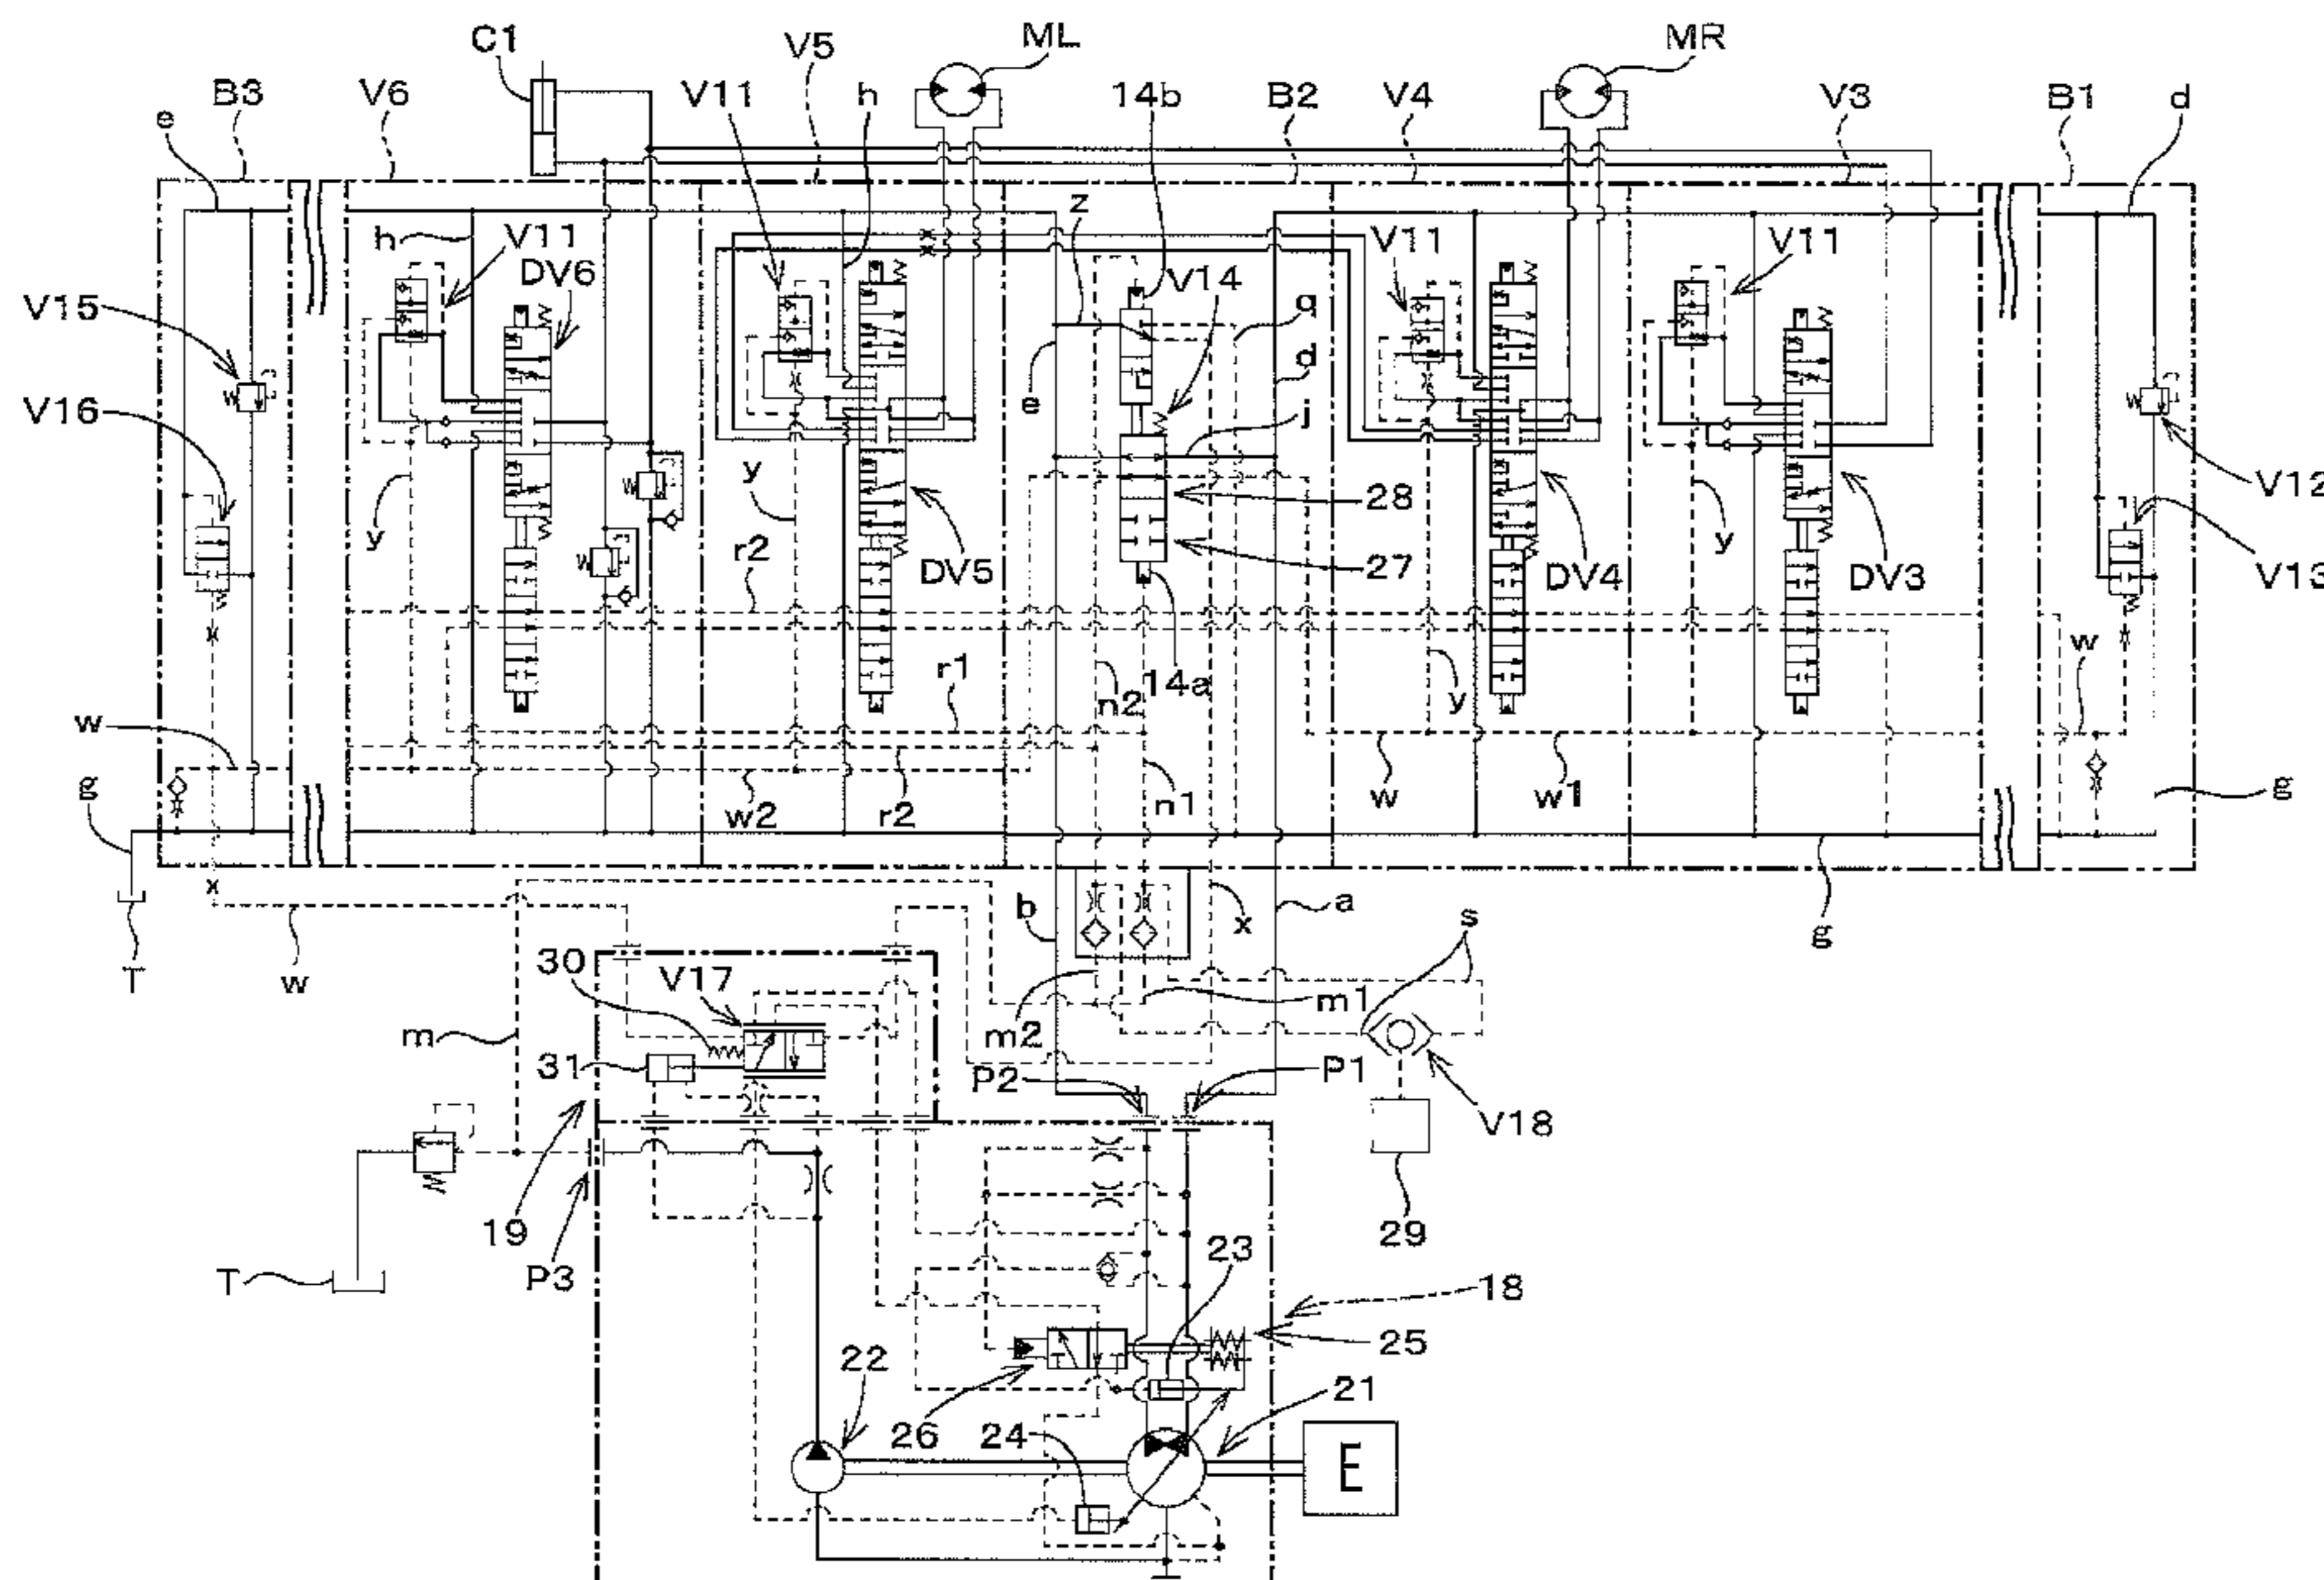 C1 V5 ML MR
B3 V6 V11 h 14b B2 V4 V3 B1 d
e
z
h V11 V11 V11
DV6 V14 q
V15 d
e
V16 j
y 28 V12
y r2 DV5 27 y DV4 DV3 V13
r1 14a y w
n2
w
g n1 w w1 g
w2 r2
b x a s g
T w 30 V17
m m2 m1
31 P2 P1
V18
19 29
T P3 23
18
22 25
21
26 24
E